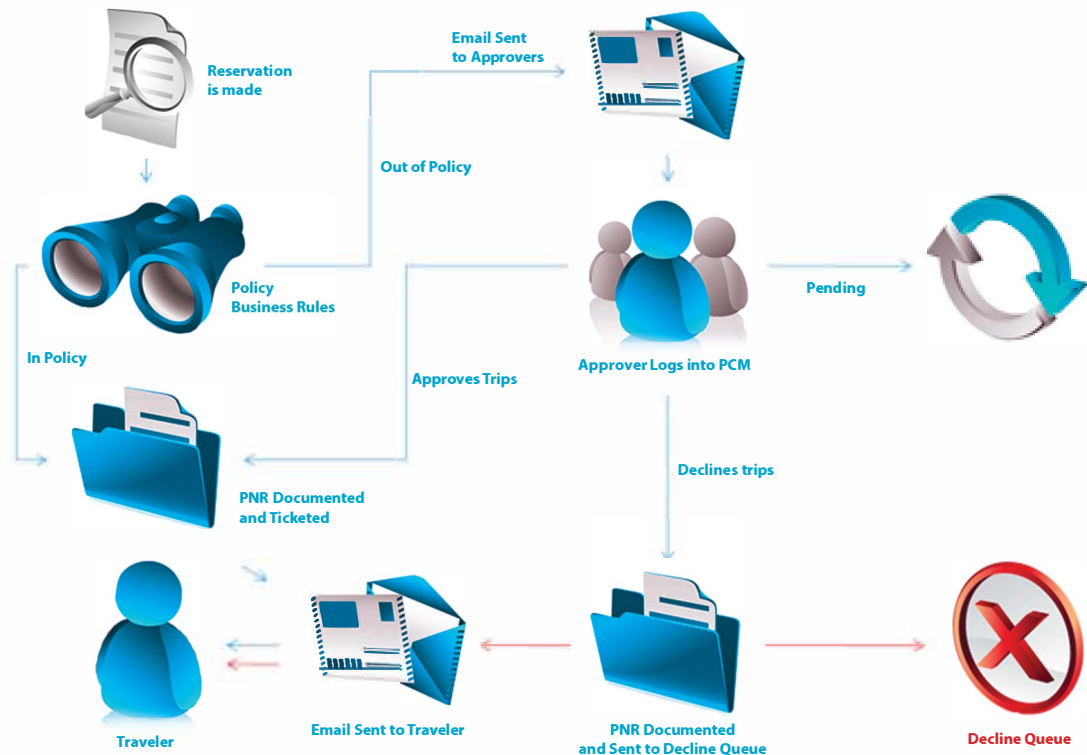 Reservation
is made
Email Sent
to Approvers
Out of Policy
Policy
Business Rules
Pending
In Policy
Approves Trips
Approver Logs into PCM
Declines trips
PNR Documented
and Ticketed
Traveler
Email Sent to Traveler
PNR Documented
and Sent to Decline Queue
Decline Queue